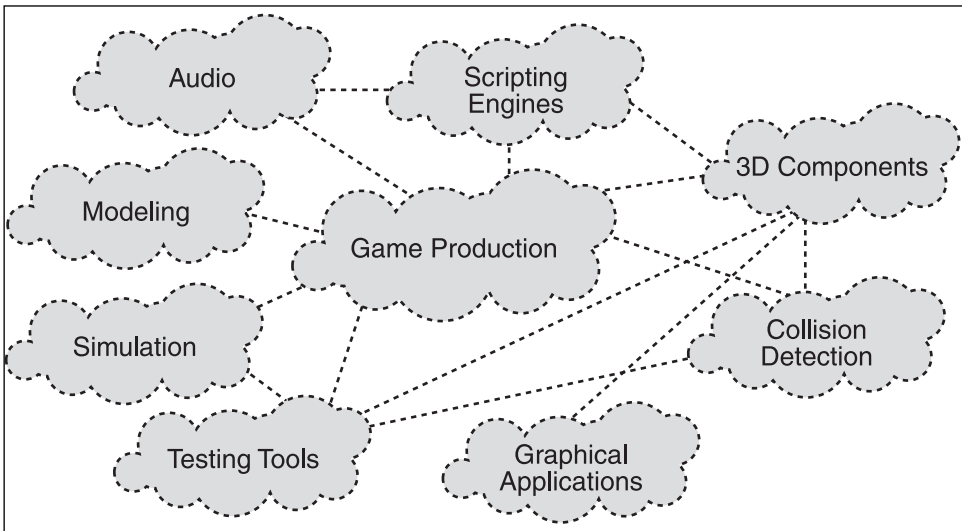 Audio
Scripting
Engines
3D Components
Modeling
Game Production
Simulation
Collision
Detection
Testing Tools
Graphical
Applications